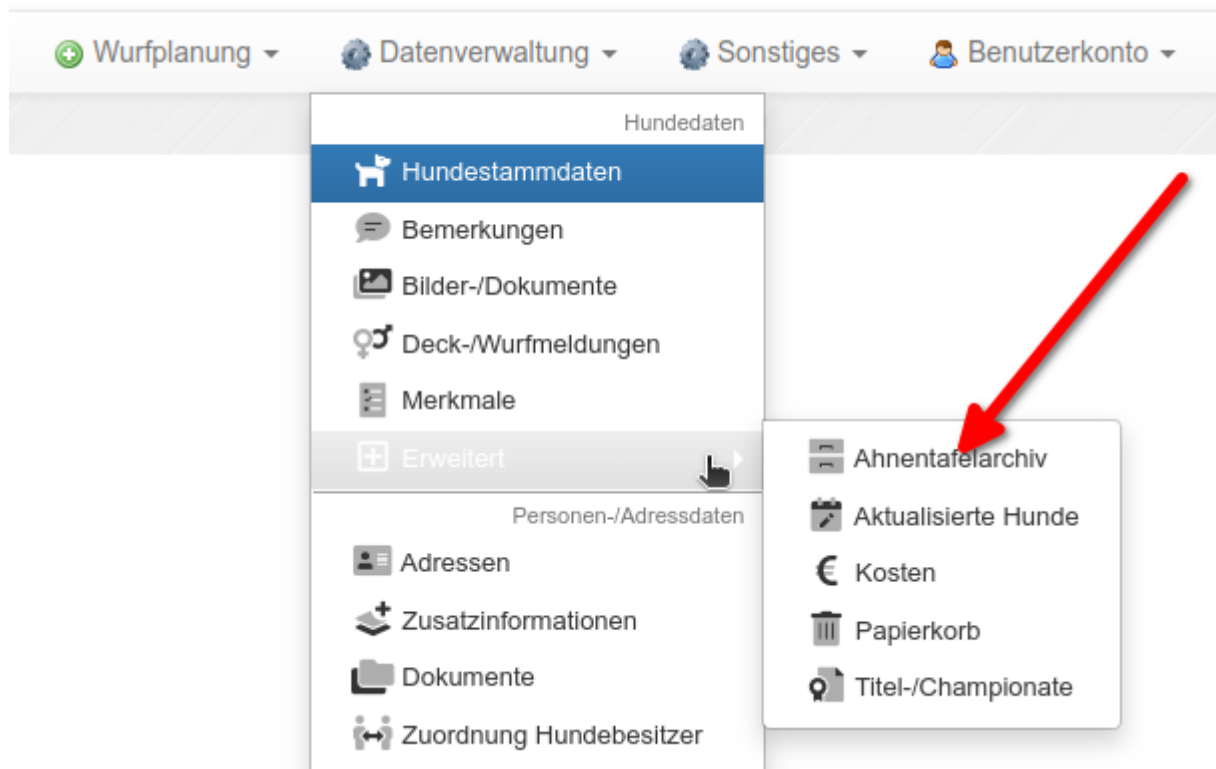 Wurfplanung Datenverwaltung Sonstiges Benutzerkonto
Hundedaten
Hundestammdaten
Bemerkungen
Bilder-/Dokumente
Deck-/Wurfmeldungen
Merkmale
Erweitert
Personen-/Adressdaten
Adressen
Zusatzinformationen
Dokumente
Zuordnung Hundebesitzer
Ahnentafelarchiv
Aktualisierte Hunde
Kosten
Papierkorb
Titel-/Championate